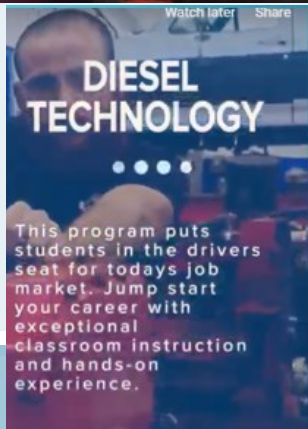 Watch later Share
DIESEL
TECHNOLOGY
This program puts
students in the drivers
seat for todays job
market. Jump start
your career with
exceptional
classroom instruction
and hands-on
experience.